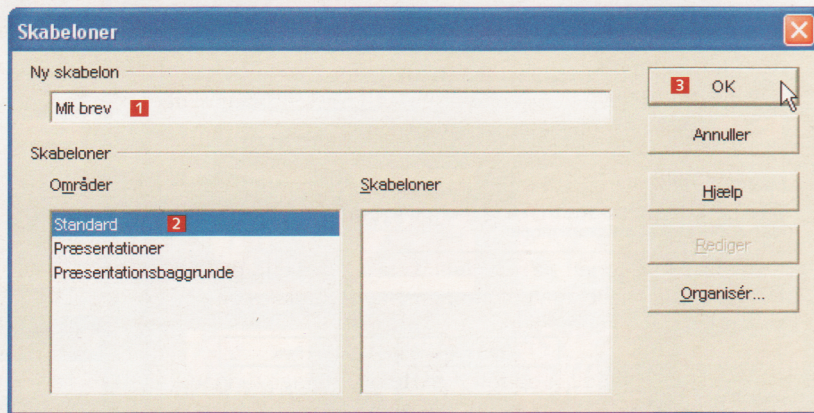 Skabeloner
Ny skabelon
Mit brev 1
3 OK
Annuller
Skabeloner
Områder
Skabeloner
Hjælp
Standard 2
Præsentationer
Præsentationsbaggrunde
Rediger
Organisér...